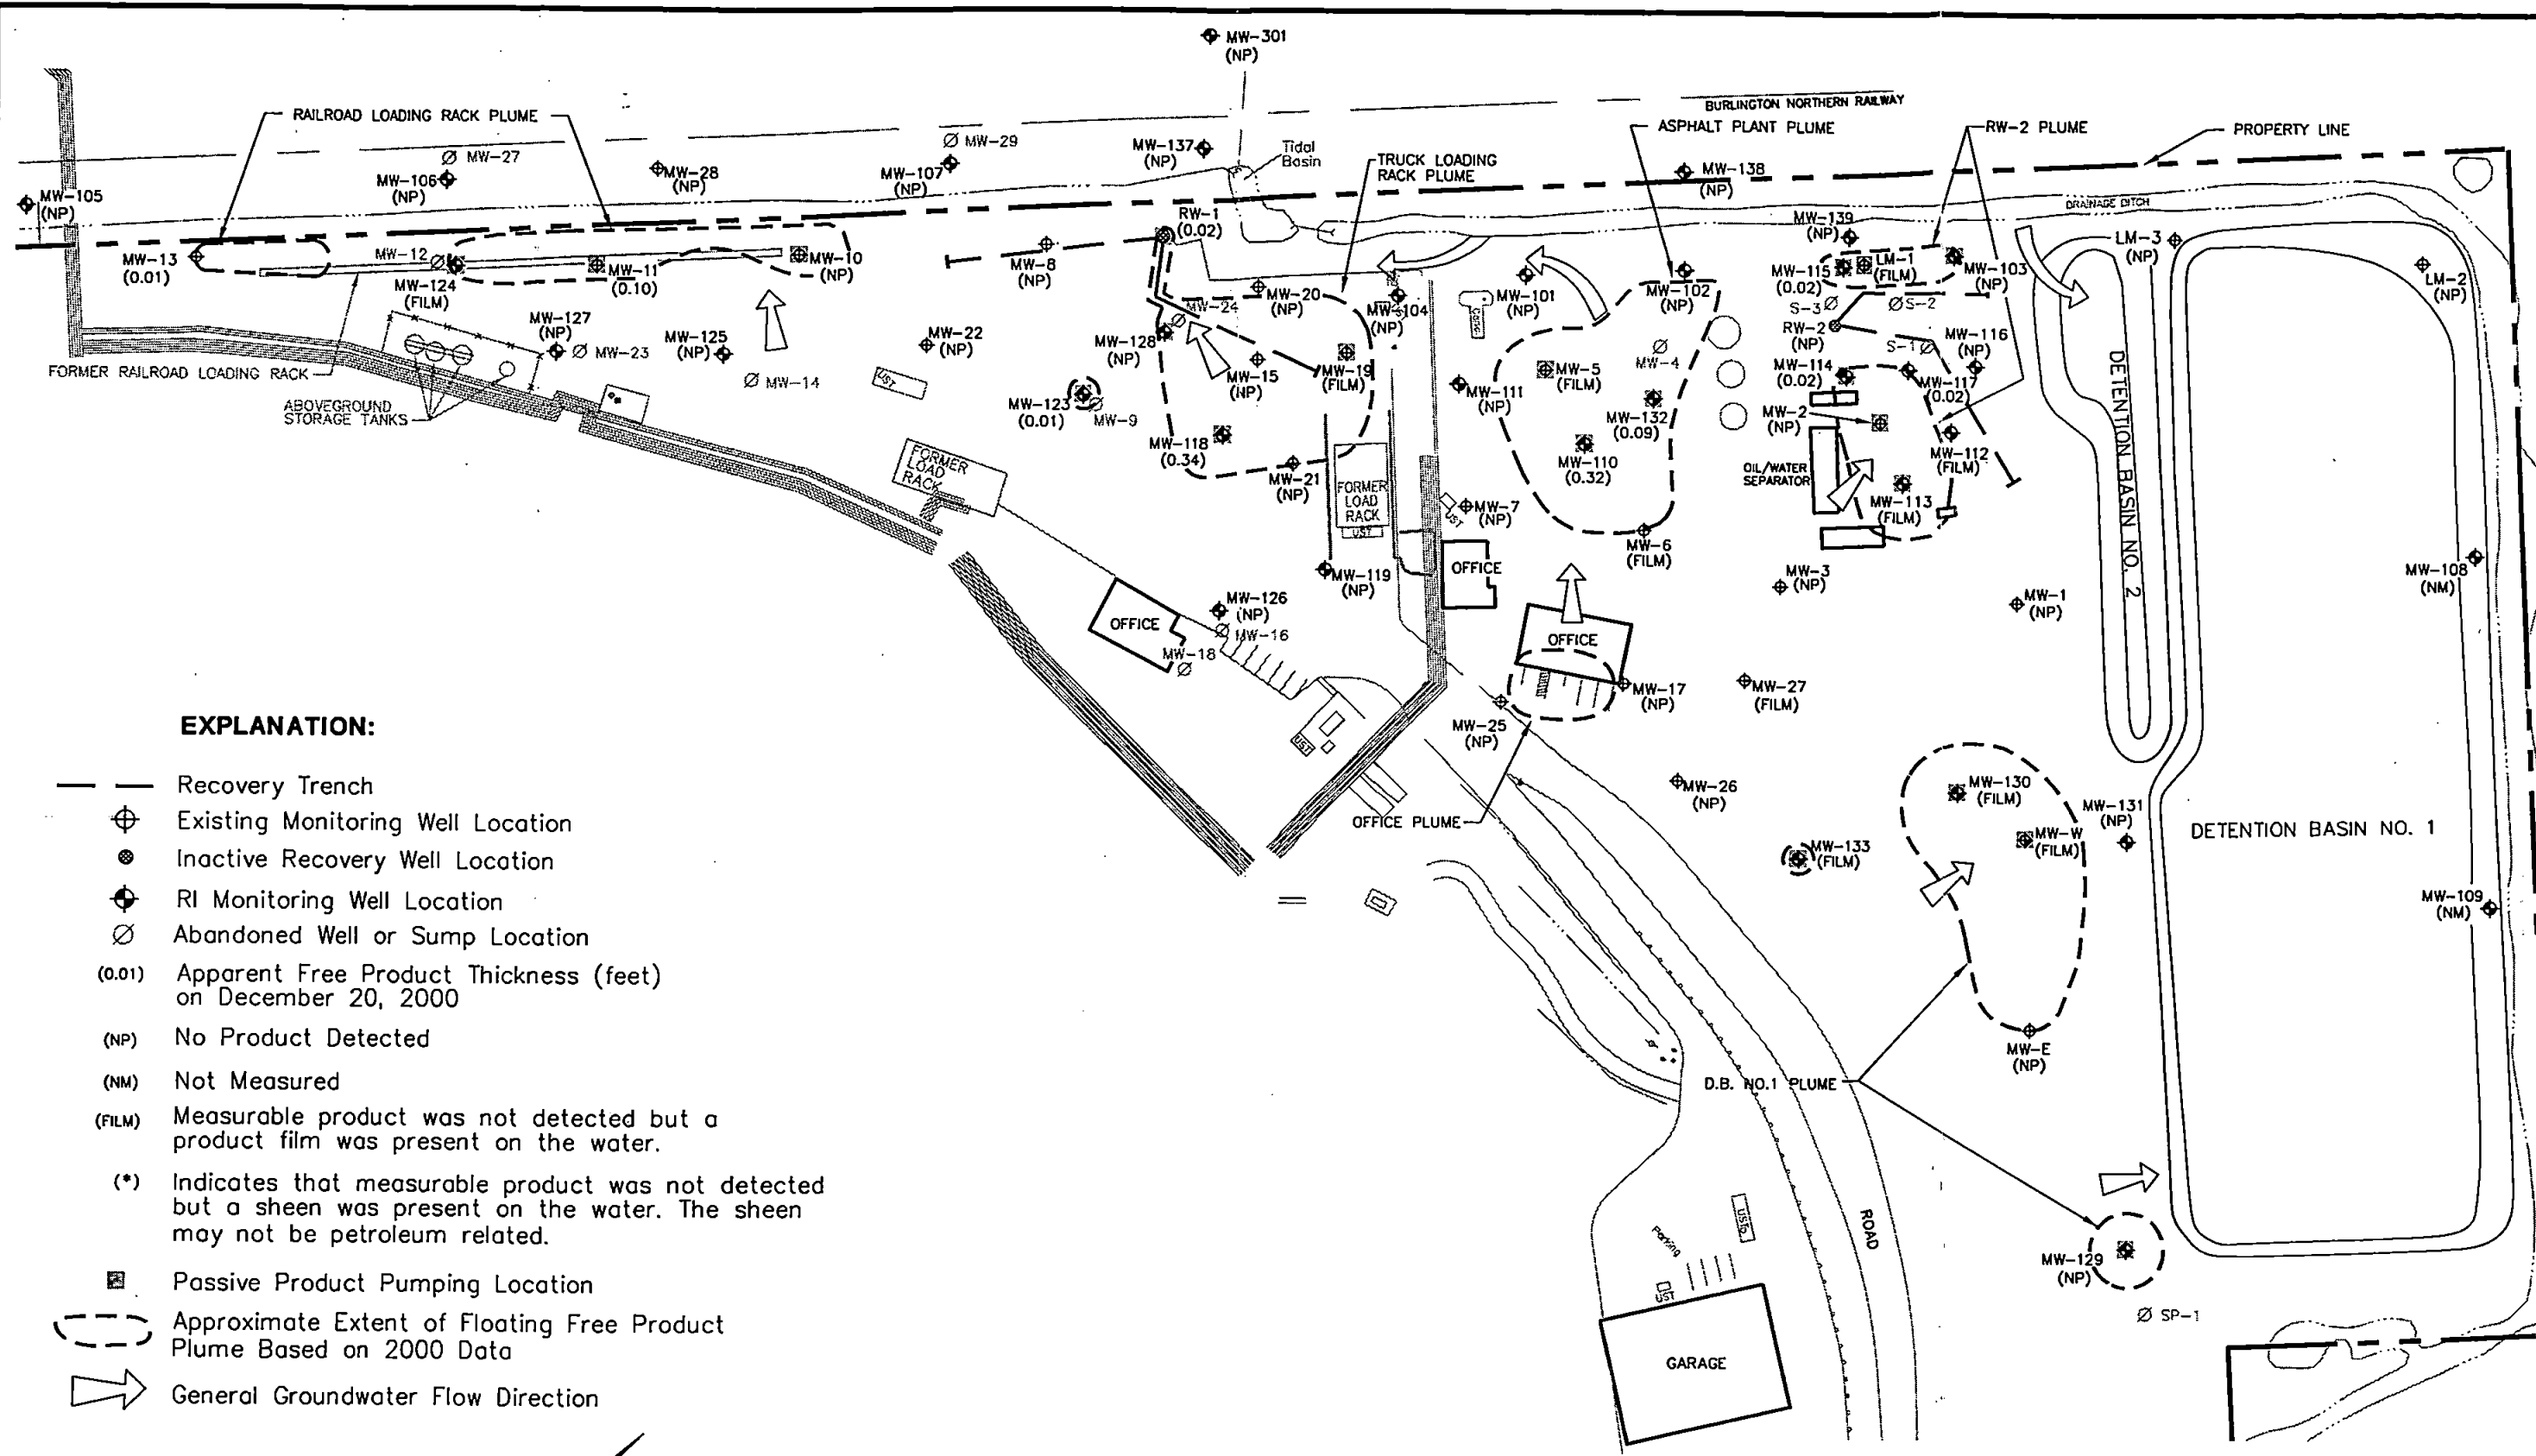 MW-301
(NP)
BURLINGTON NORTHERN RAILWAY
RAILROAD LOADING RACK PLUME
ASPHALT PLANT PLUME
RW-2 PLUME
PROPERTY LINE
MW-27
MW-106
(NP)
MW-28
(NP)
MW-29
MW-107
(NP)
MW-137
(NP)
Tidal
Basin
TRUCK LOADING
RACK PLUME
MW-138
(NP)
MW-105
(NP)
DRAINAGE DITCH
RW-1
(0.02)
MW-139
(NP)
LM-3
(NP)
MW-13
(0.01)
MW-12
MW-124
(FILM)
MW-11
(0.10)
MW-10
(NP)
MW-8
(NP)
MW-20
(NP)
MW-24
MW-104
(NP)
MW-101
(NP)
Canopy
MW-102
(NP)
MW-115
(0.02)
LM-1
(FILM)
MW-103
(NP)
LM-2
(NP)
S-3
S-2
RW-2
(NP)
S-1
MW-116
(NP)
MW-127
(NP)
MW-23
MW-125
(NP)
MW-14
MW-22
(NP)
UST
MW-128
(NP)
MW-15
(NP)
MW-19
(FILM)
MW-5
(FILM)
MW-4
MW-114
(0.02)
MW-117
(0.02)
FORMER RAILROAD LOADING RACK
ABOVEGROUND
STORAGE TANKS
MW-123
(0.01)
MW-9
MW-111
(NP)
MW-132
(0.09)
MW-2
(NP)
MW-118
(0.34)
MW-21
(NP)
MW-110
(0.32)
MW-112
(FILM)
OIL/WATER
SEPARATOR
MW-113
(FILM)
FORMER
LOAD
RACK
FORMER
LOAD
RACK
UST
UST
MW-7
(NP)
MW-6
(FILM)
DETENTION BASIN NO. 2
MW-108
(NM)
OFFICE
MW-119
(NP)
MW-3
(NP)
MW-1
(NP)
MW-126
(NP)
OFFICE
MW-16
MW-18
OFFICE
MW-17
(NP)
MW-27
(FILM)
MW-25
(NP)
UST
OFFICE PLUME
MW-26
(NP)
MW-130
(FILM)
MW-W
(FILM)
MW-131
(NP)
DETENTION BASIN NO. 1
MW-133
(FILM)
MW-109
(NM)
MW-E
(NP)
D.B. NO.1 PLUME
ROAD
USTs
Parking
UST
MW-129
(NP)
SP-1
GARAGE
EXPLANATION:
Recovery Trench
Existing Monitoring Well Location
Inactive Recovery Well Location
RI Monitoring Well Location
Abandoned Well or Sump Location
(0.01) Apparent Free Product Thickness (feet)
on December 20, 2000
(NP) No Product Detected
(NM) Not Measured
(FILM) Measurable product was not detected but a
product film was present on the water.
(*) Indicates that measurable product was not detected
but a sheen was present on the water. The sheen
may not be petroleum related.
Passive Product Pumping Location
Approximate Extent of Floating Free Product
Plume Based on 2000 Data
General Groundwater Flow Direction